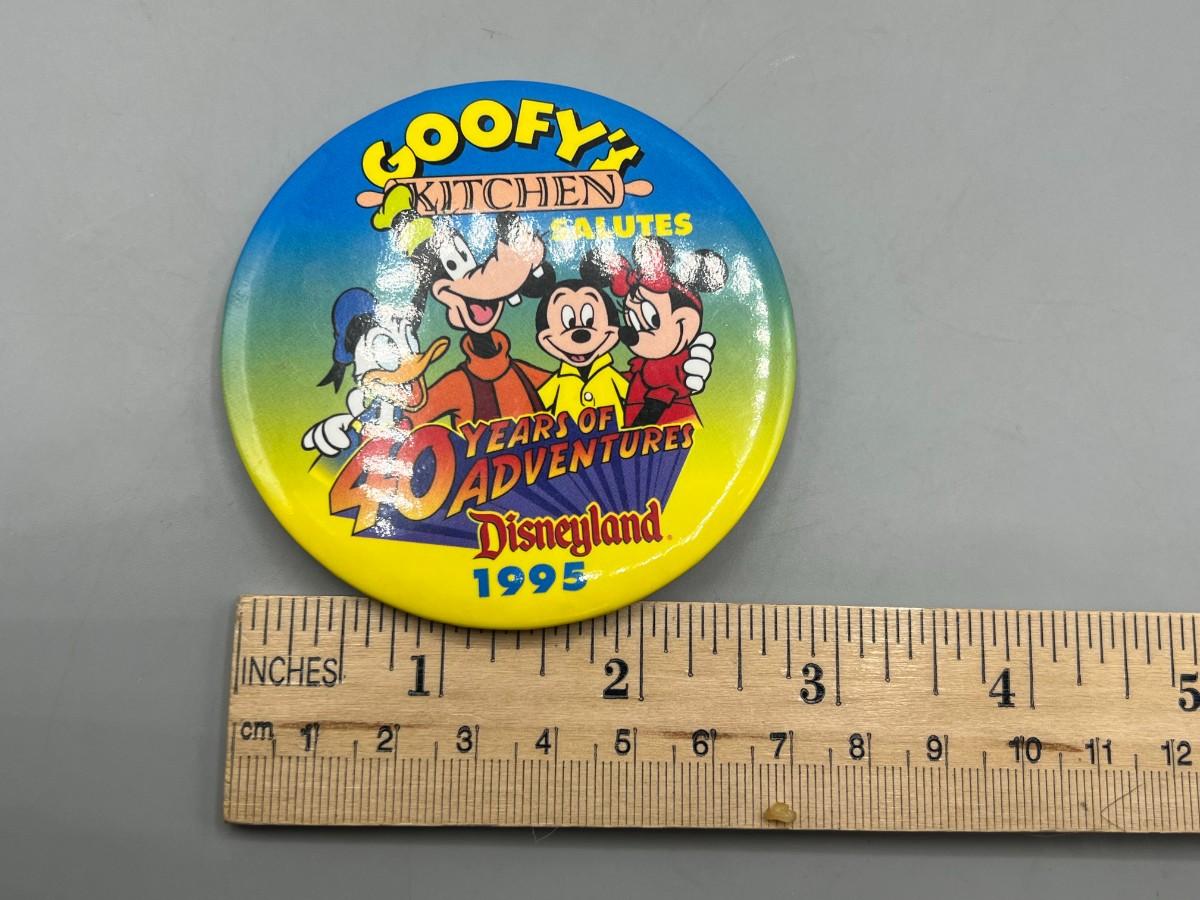 GOOFY'S
KITCHEN
SALUTES
40 YEARS OF
ADVENTURES
Disneyland
1995
INCHES 1 2 3 4 5
cm 1 2 3 4 5 6 7 8 9 10 11 12